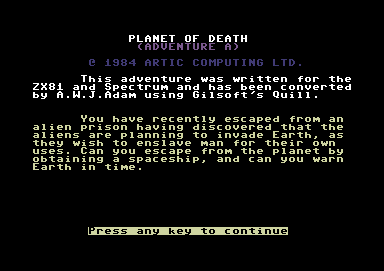 PLANET OF DEATH
(ADVENTURE A)
© 1984 ARTIC COMPUTING LTD.
This adventure was written for the
ZX81 and Spectrum and has been converted
by A.W.J.Adam using Gilsoft's Quill.
You have recently escaped from an
alien prison having discovered that the
aliens are planning to invade Earth, as
they wish to enslave man for their own
uses. Can you escape from the planet by
obtaining a spaceship, and can you warn
Earth in time.
Press any key to continue